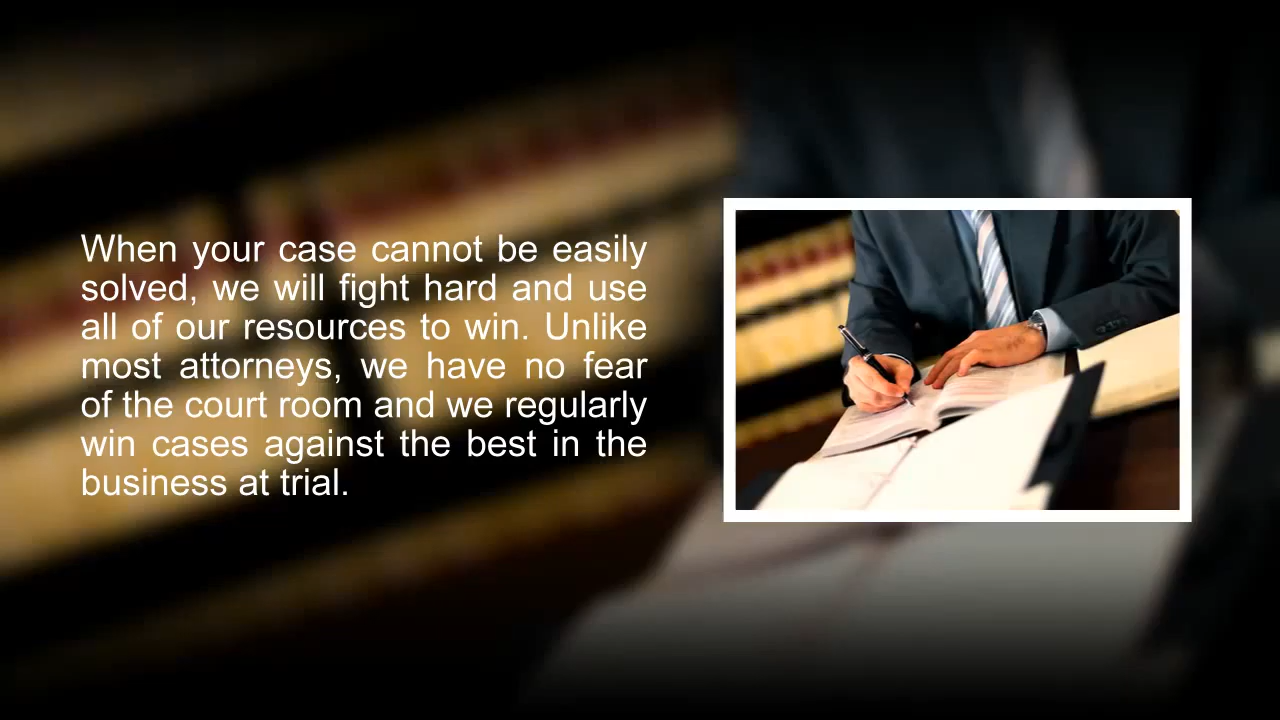 When your case cannot be easily
solved, we will fight hard and use
all of our resources to win. Unlike
most attorneys, we have no fear
of the court room and we regularly
win cases against the best in the
business at trial.